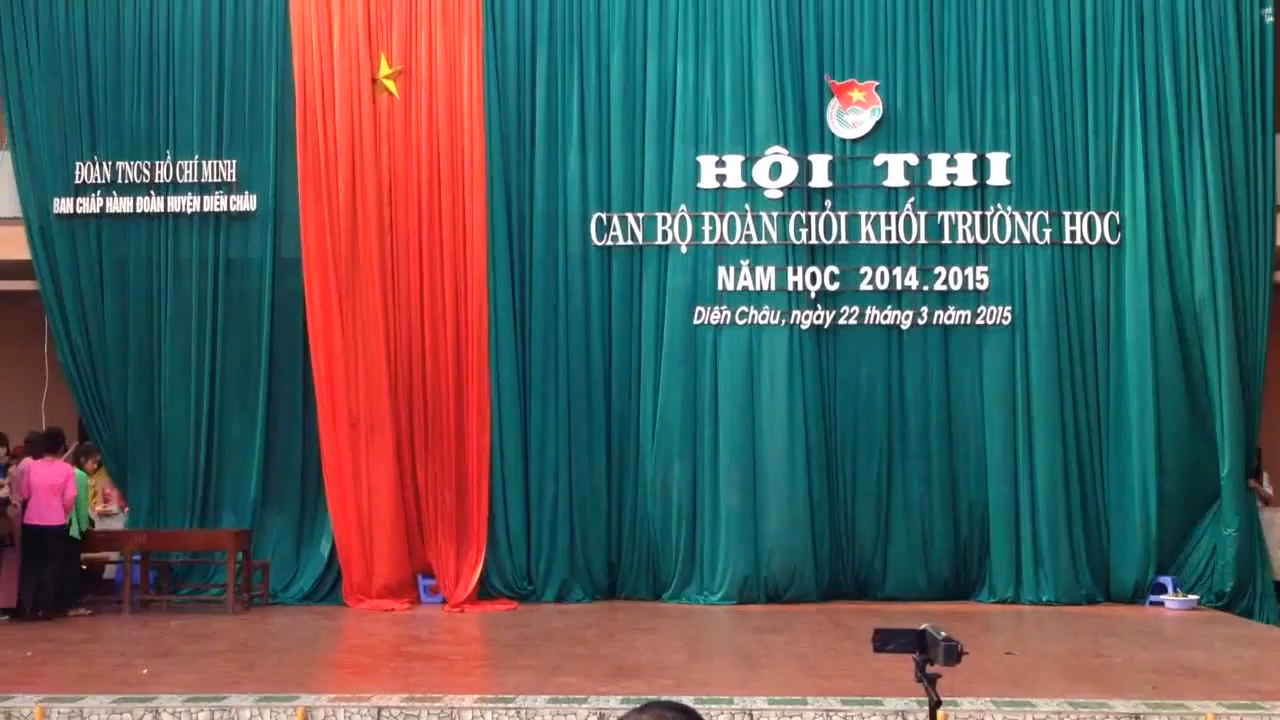 ĐOÀN TNCS HỒ CHÍ MINH
BAN CHẤP HÀNH ĐOÀN HUYỆN DIỄN CHÂU
HỘI THI
CAN BỘ ĐOÀN GIỎI KHỐI TRƯỜNG HOC
NĂM HỌC 2014.2015
Diễn Châu, ngày 22 tháng 3 năm 2015